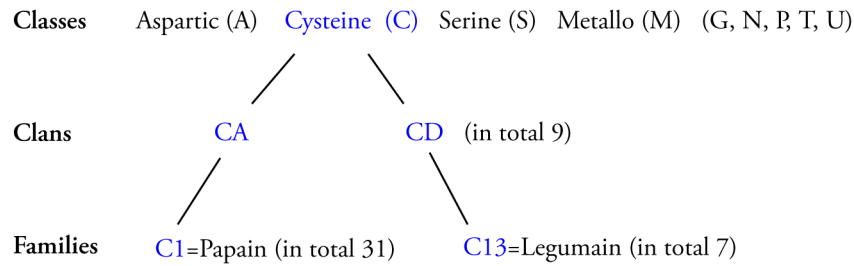 Classes Aspartic (A) Cysteine (C) Serine (S) Metallo (M) (G, N, P, T, U)
Clans CA CD (in total 9)
Families C1=Papain (in total 31) C13=Legumain (in total 7)